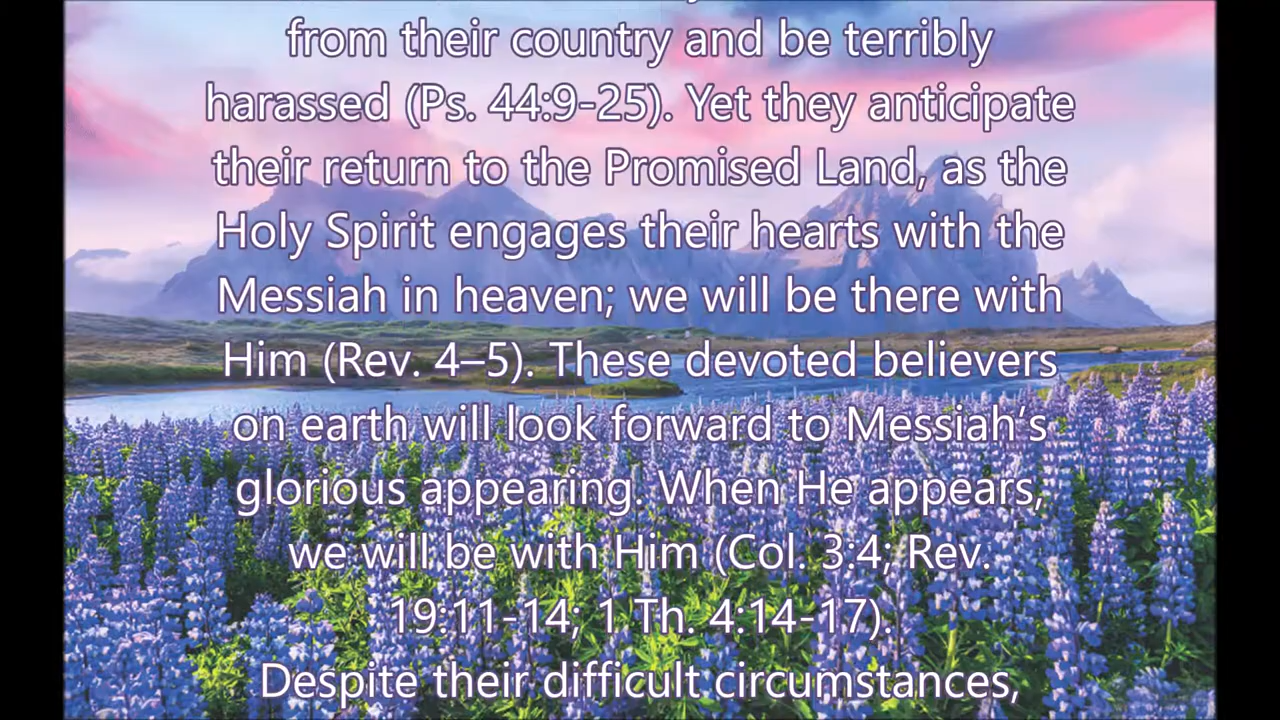 from their country and be terribly
harassed (Ps. 44:9-25). Yet they anticipate
their return to the Promised Land, as the
Holy Spirit engages their hearts with the
Messiah in heaven; we will be there with
Him (Rev. 4–5). These devoted believers
on earth will look forward to Messiah’s
glorious appearing. When He appears,
we will be with Him (Col. 3:4; Rev.
19:11-14; 1 Th. 4:14-17).
Despite their difficult circumstances,